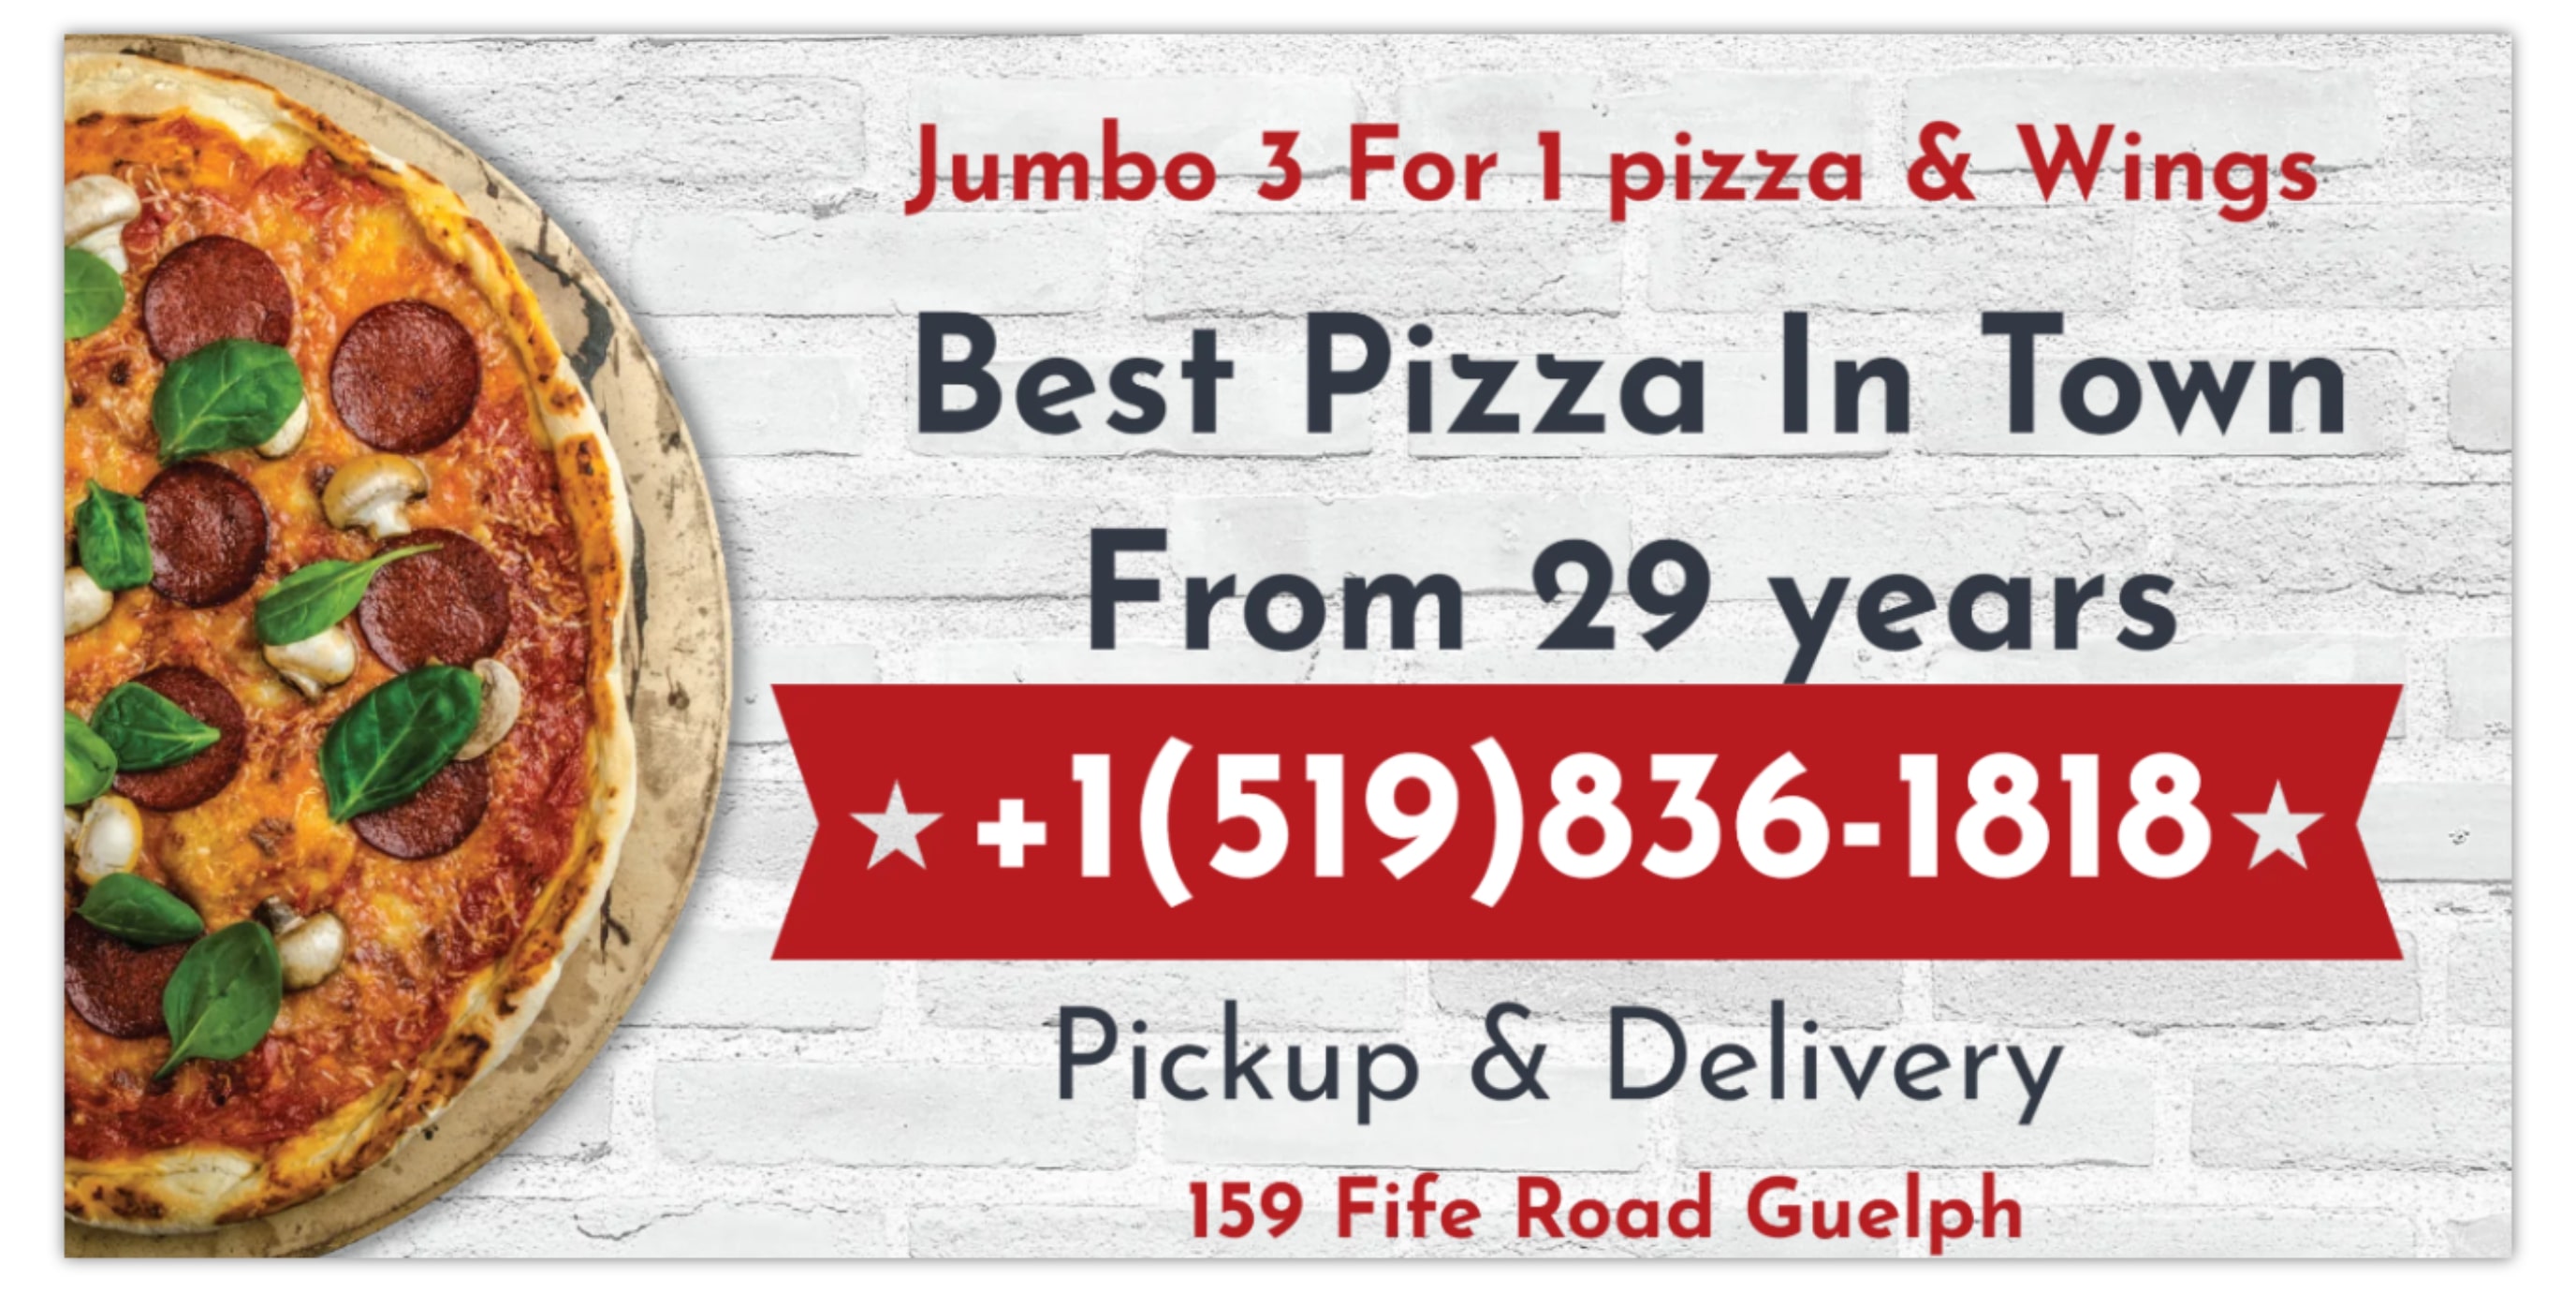 Jumbo 3 For 1 pizza & Wings
Best Pizza In Town
From 29 years
+1(519)836-1818
Pickup & Delivery
159 Fife Road Guelph